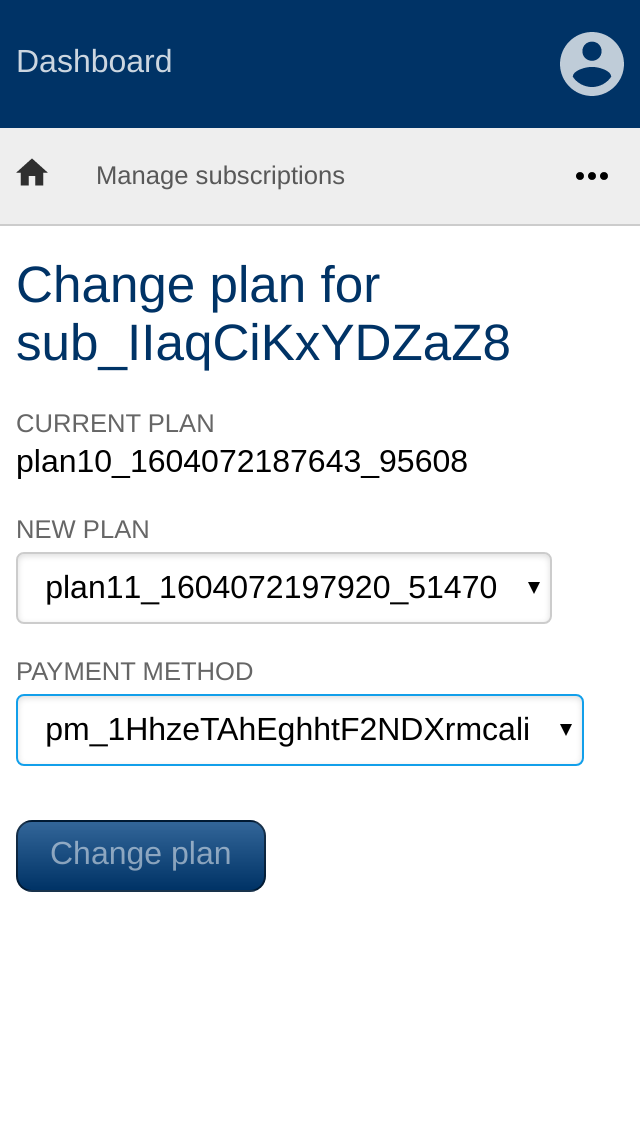 Dashboard
Manage subscriptions
Change plan for
sub_IIaqCiKxYDZaZ8
CURRENT PLAN
plan10_1604072187643_95608
NEW PLAN
plan11_1604072197920_51470
PAYMENT METHOD
pm_1HhzeTAhEghhtF2NDXrmcali
Change plan